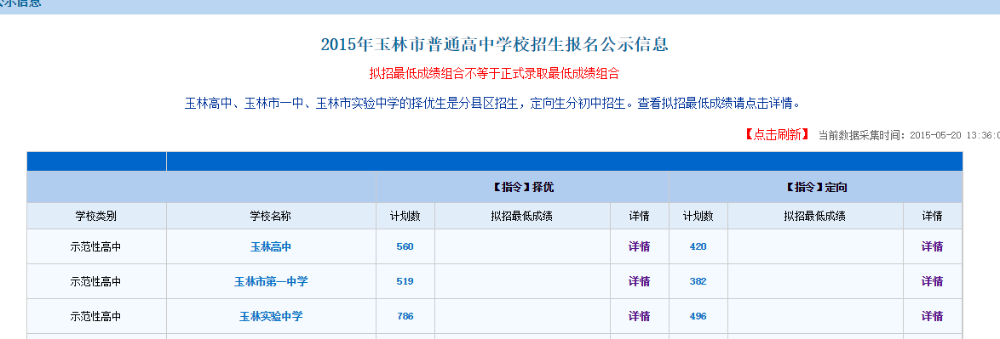 公示信息
2015年玉林市普通高中学校招生报名公示信息
拟招最低成绩组合不等于正式录取最低成绩组合
玉林高中、玉林市一中、玉林市实验中学的择优生是分县区招生，定向生分初中招生。查看拟招最低成绩请点击详情。
【点击刷新】 当前数据采集时间：2015-05-20 13:36:0
【指令】择优 【指令】定向
学校类别 学校名称 计划数 拟招最低成绩 详情 计划数 拟招最低成绩 详情
示范性高中 玉林高中 560 详情 420 详情
示范性高中 玉林市第一中学 519 详情 382 详情
示范性高中 玉林实验中学 786 详情 496 详情